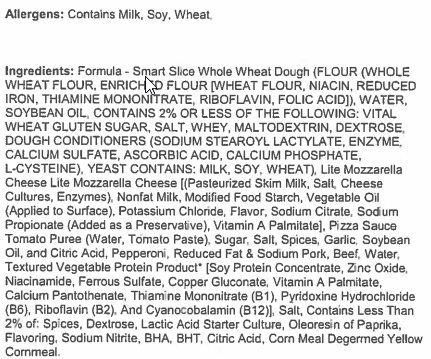 Allergens: Contains Milk, Soy, Wheat.
Ingredients: Formula - Smart Slice Whole Wheat Dough (FLOUR (WHOLE
WHEAT FLOUR, ENRICHED FLOUR [WHEAT FLOUR, NIACIN, REDUCED
IRON, THIAMINE MONONITRATE, RIBOFLAVIN, FOLIC ACID]), WATER,
SOYBEAN OIL, CONTAINS 2% OR LESS OF THE FOLLOWING: VITAL
WHEAT GLUTEN SUGAR, SALT, WHEY, MALTODEXTRIN, DEXTROSE,
DOUGH CONDITIONERS (SODIUM STEAROYL LACTYLATE, ENZYME,
CALCIUM SULFATE, ASCORBIC ACID, CALCIUM PHOSPHATE,
L-CYSTEINE), YEAST CONTAINS: MILK, SOY, WHEAT), Lite Mozzarella
Cheese Lite Mozzarella Cheese [(Pasteurized Skim Milk, Salt, Cheese
Cultures, Enzymes), Nonfat Milk, Modified Food Starch, Vegetable Oil
(Applied to Surface), Potassium Chloride, Flavor, Sodium Citrate, Sodium
Propionate (Added as a Preservative), Vitamin A Palmitate], Pizza Sauce
Tomato Puree (Water, Tomato Paste), Sugar, Salt, Spices, Garlic, Soybean
Oil, and Citric Acid, Pepperoni, Reduced Fat & Sodium Pork, Beef, Water,
Textured Vegetable Protein Product* [Soy Protein Concentrate, Zinc Oxide,
Niacinamide, Ferrous Sulfate, Copper Gluconate, Vitamin A Palmitate,
Calcium Pantothenate, Thiamine Mononitrate (B1), Pyridoxine Hydrochloride
(B6), Riboflavin (B2), And Cyanocobalamin (B12)], Salt, Contains Less Than
2% of: Spices, Dextrose, Lactic Acid Starter Culture, Oleoresin of Paprika,
Flavoring, Sodium Nitrite, BHA, BHT, Citric Acid, Corn Meal Degermed Yellow
Cornmeal.